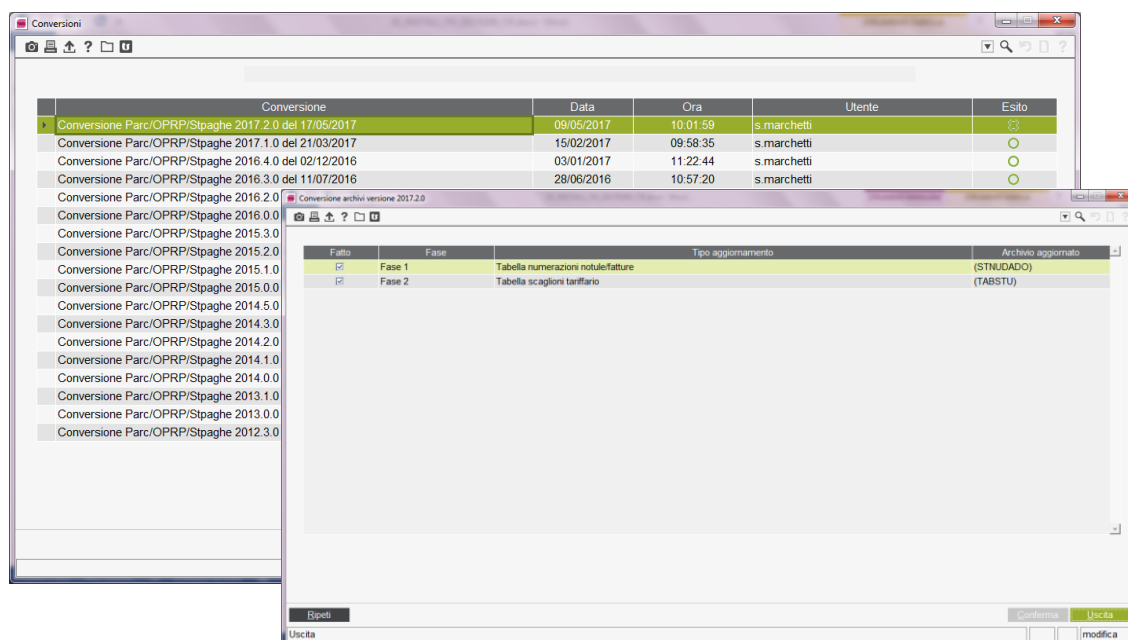 Conversioni
Conversione Data Ora Utente Esito
Conversione Parc/OPRP/Stpaghe 2017.2.0 del 17/05/2017 09/05/2017 10:01:59 s.marchetti
Conversione Parc/OPRP/Stpaghe 2017.1.0 del 21/03/2017 15/02/2017 09:58:35 s.marchetti
Conversione Parc/OPRP/Stpaghe 2016.4.0 del 02/12/2016 03/01/2017 11:22:44 s.marchetti
Conversione Parc/OPRP/Stpaghe 2016.3.0 del 11/07/2016 28/06/2016 10:57:20 s.marchetti
Conversione Parc/OPRP/Stpaghe 2016.2.0
Conversione Parc/OPRP/Stpaghe 2016.0.0
Conversione Parc/OPRP/Stpaghe 2015.3.0
Conversione Parc/OPRP/Stpaghe 2015.2.0
Conversione Parc/OPRP/Stpaghe 2015.1.0
Conversione Parc/OPRP/Stpaghe 2015.0.0
Conversione Parc/OPRP/Stpaghe 2014.5.0
Conversione Parc/OPRP/Stpaghe 2014.3.0
Conversione Parc/OPRP/Stpaghe 2014.2.0
Conversione Parc/OPRP/Stpaghe 2014.1.0
Conversione Parc/OPRP/Stpaghe 2014.0.0
Conversione Parc/OPRP/Stpaghe 2013.1.0
Conversione Parc/OPRP/Stpaghe 2013.0.0
Conversione Parc/OPRP/Stpaghe 2012.3.0
Conversione archivi versione 2017.2.0
Fatto Fase Tipo aggiornamento Archivio aggiornato
Fase 1 Tabella numerazioni notule/fatture (STNUDADO)
Fase 2 Tabella scaglioni tariffario (TABSTU)
Ripeti Conferma Uscita
Uscita modifica